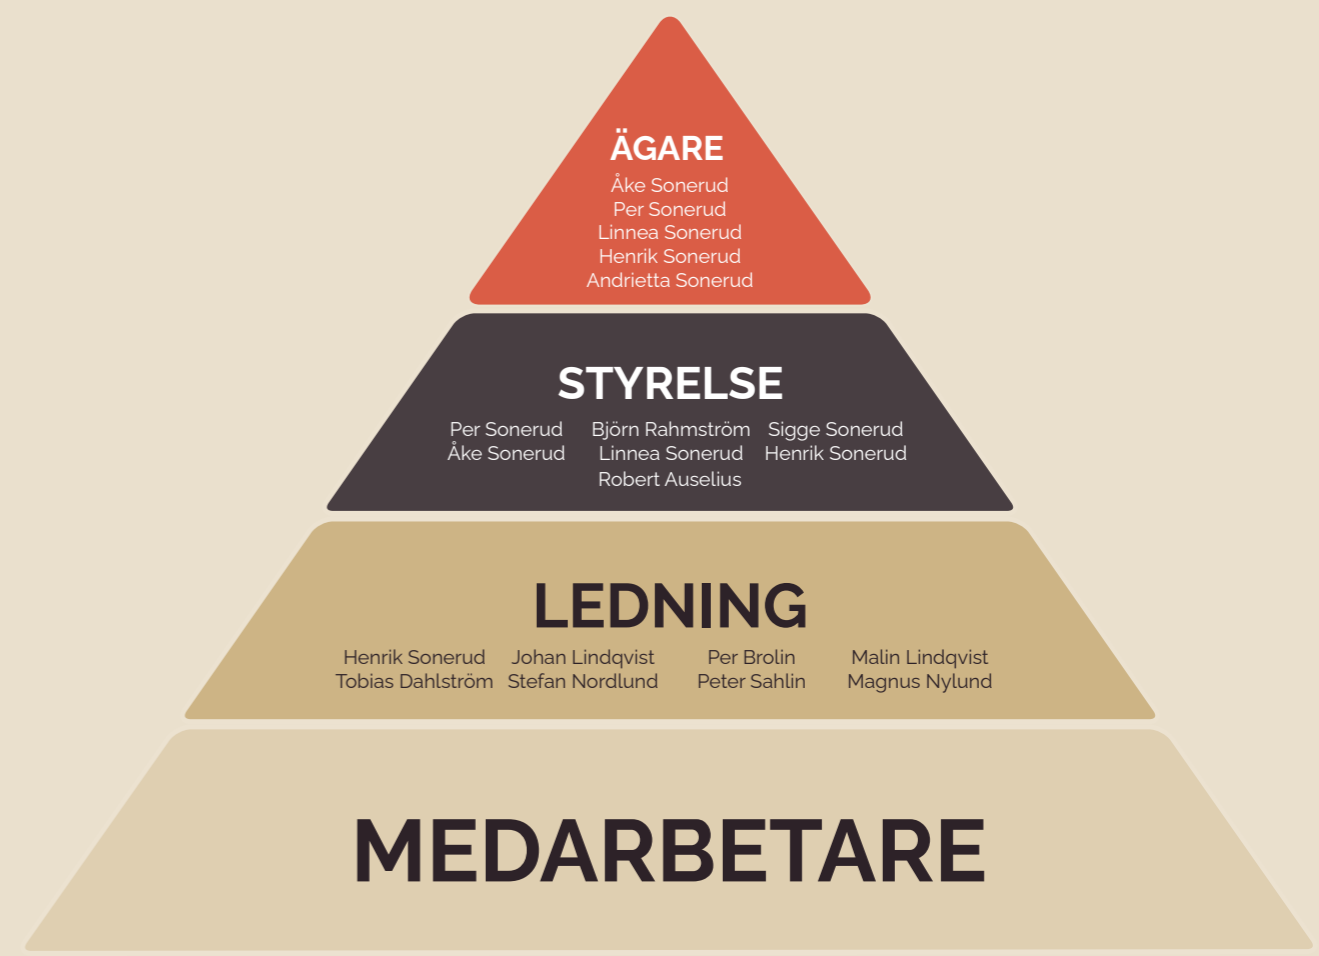 ÄGARE
Åke Sonerud
Per Sonerud
Linnea Sonerud
Henrik Sonerud
Andrietta Sonerud
STYRELSE
Per Sonerud Björn Rahmström Sigge Sonerud
Åke Sonerud Linnea Sonerud Henrik Sonerud
Robert Auselius
LEDNING
Henrik Sonerud Johan Lindqvist Per Brolin Malin Lindqvist
Tobias Dahlström Stefan Nordlund Peter Sahlin Magnus Nylund
MEDARBETARE